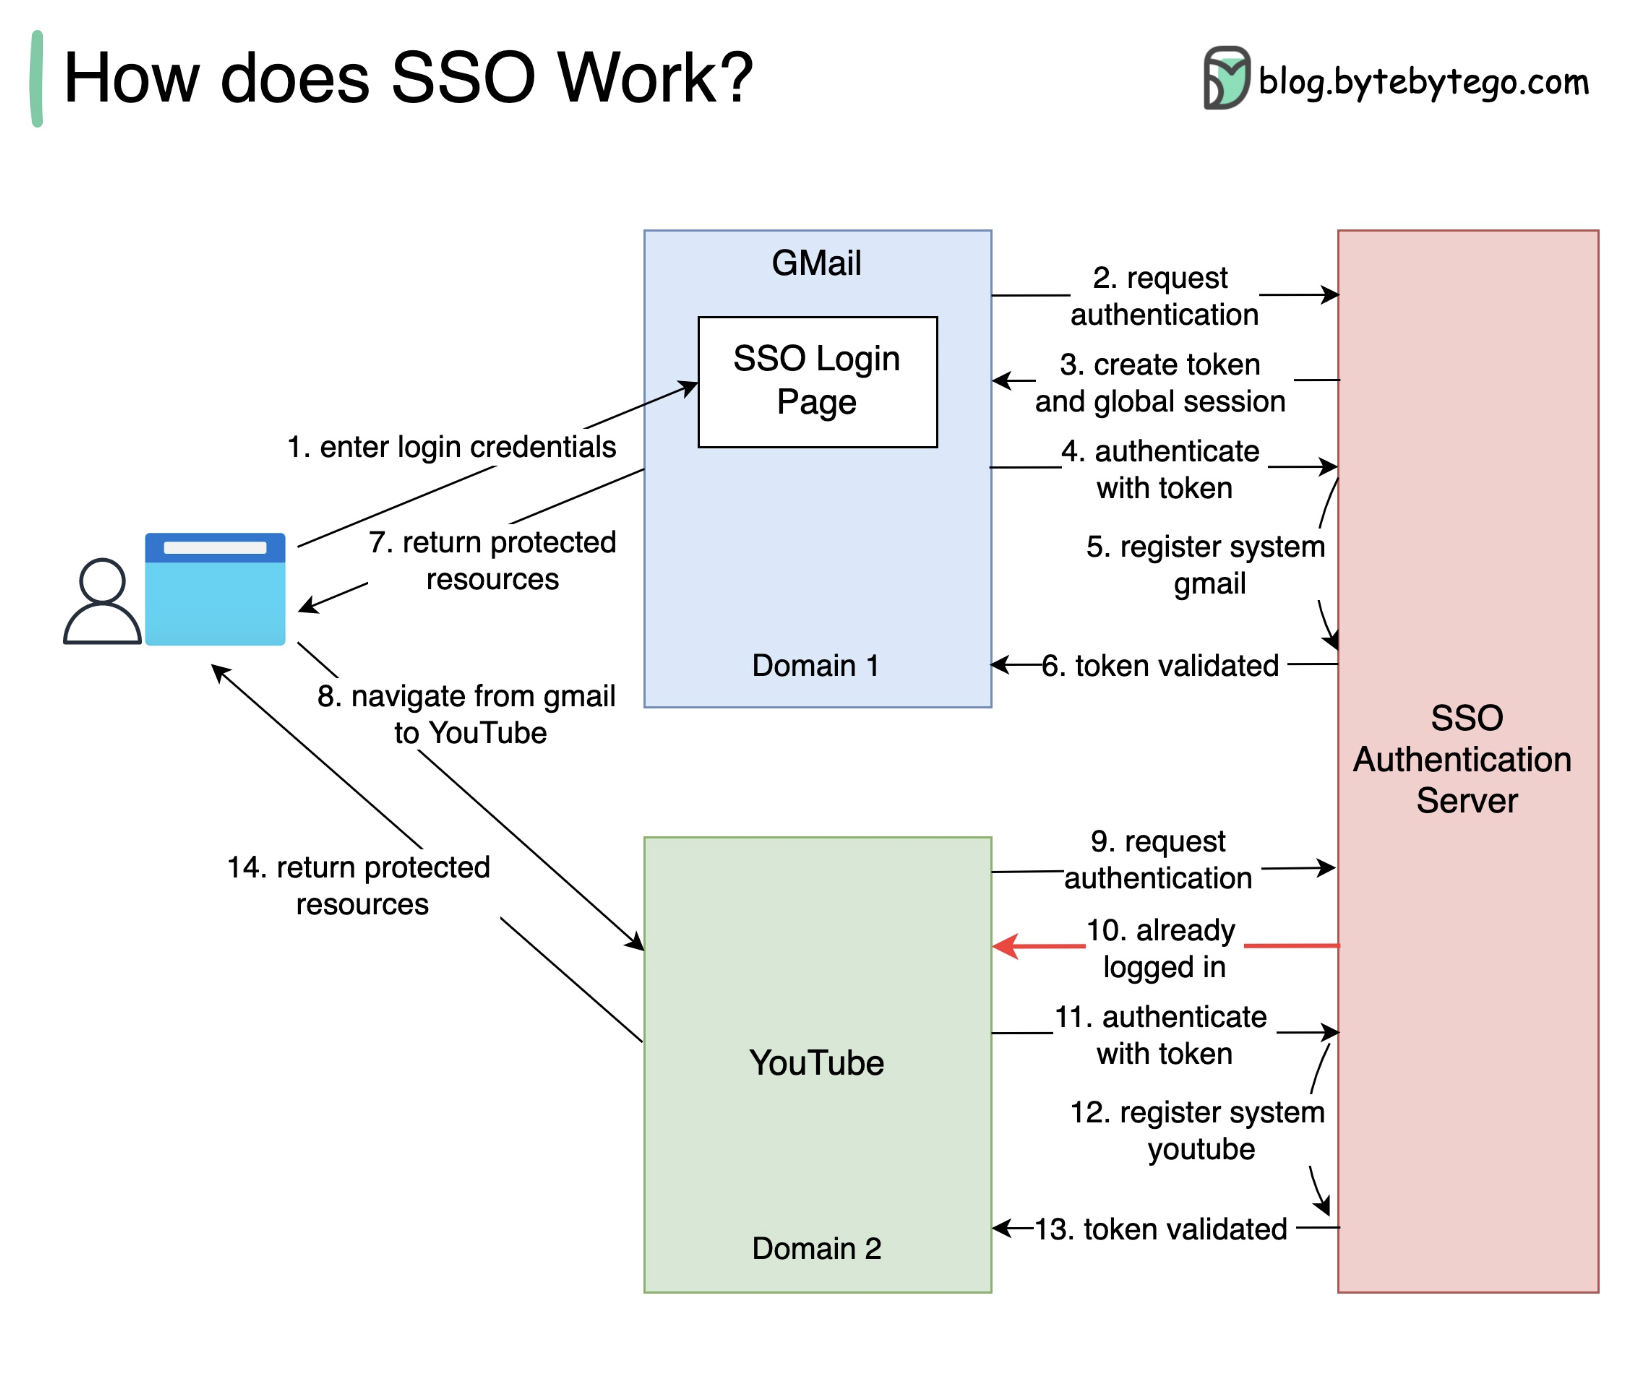 How does SSO Work?
blog.bytebytego.com
GMail
SSO Login
Page
Domain 1
1. enter login credentials
2. request
authentication
3. create token
and global session
4. authenticate
with token
5. register system
gmail
6. token validated
7. return protected
resources
8. navigate from gmail
to YouTube
SSO
Authentication
Server
9. request
authentication
10. already
logged in
11. authenticate
with token
12. register system
youtube
13. token validated
14. return protected
resources
YouTube
Domain 2